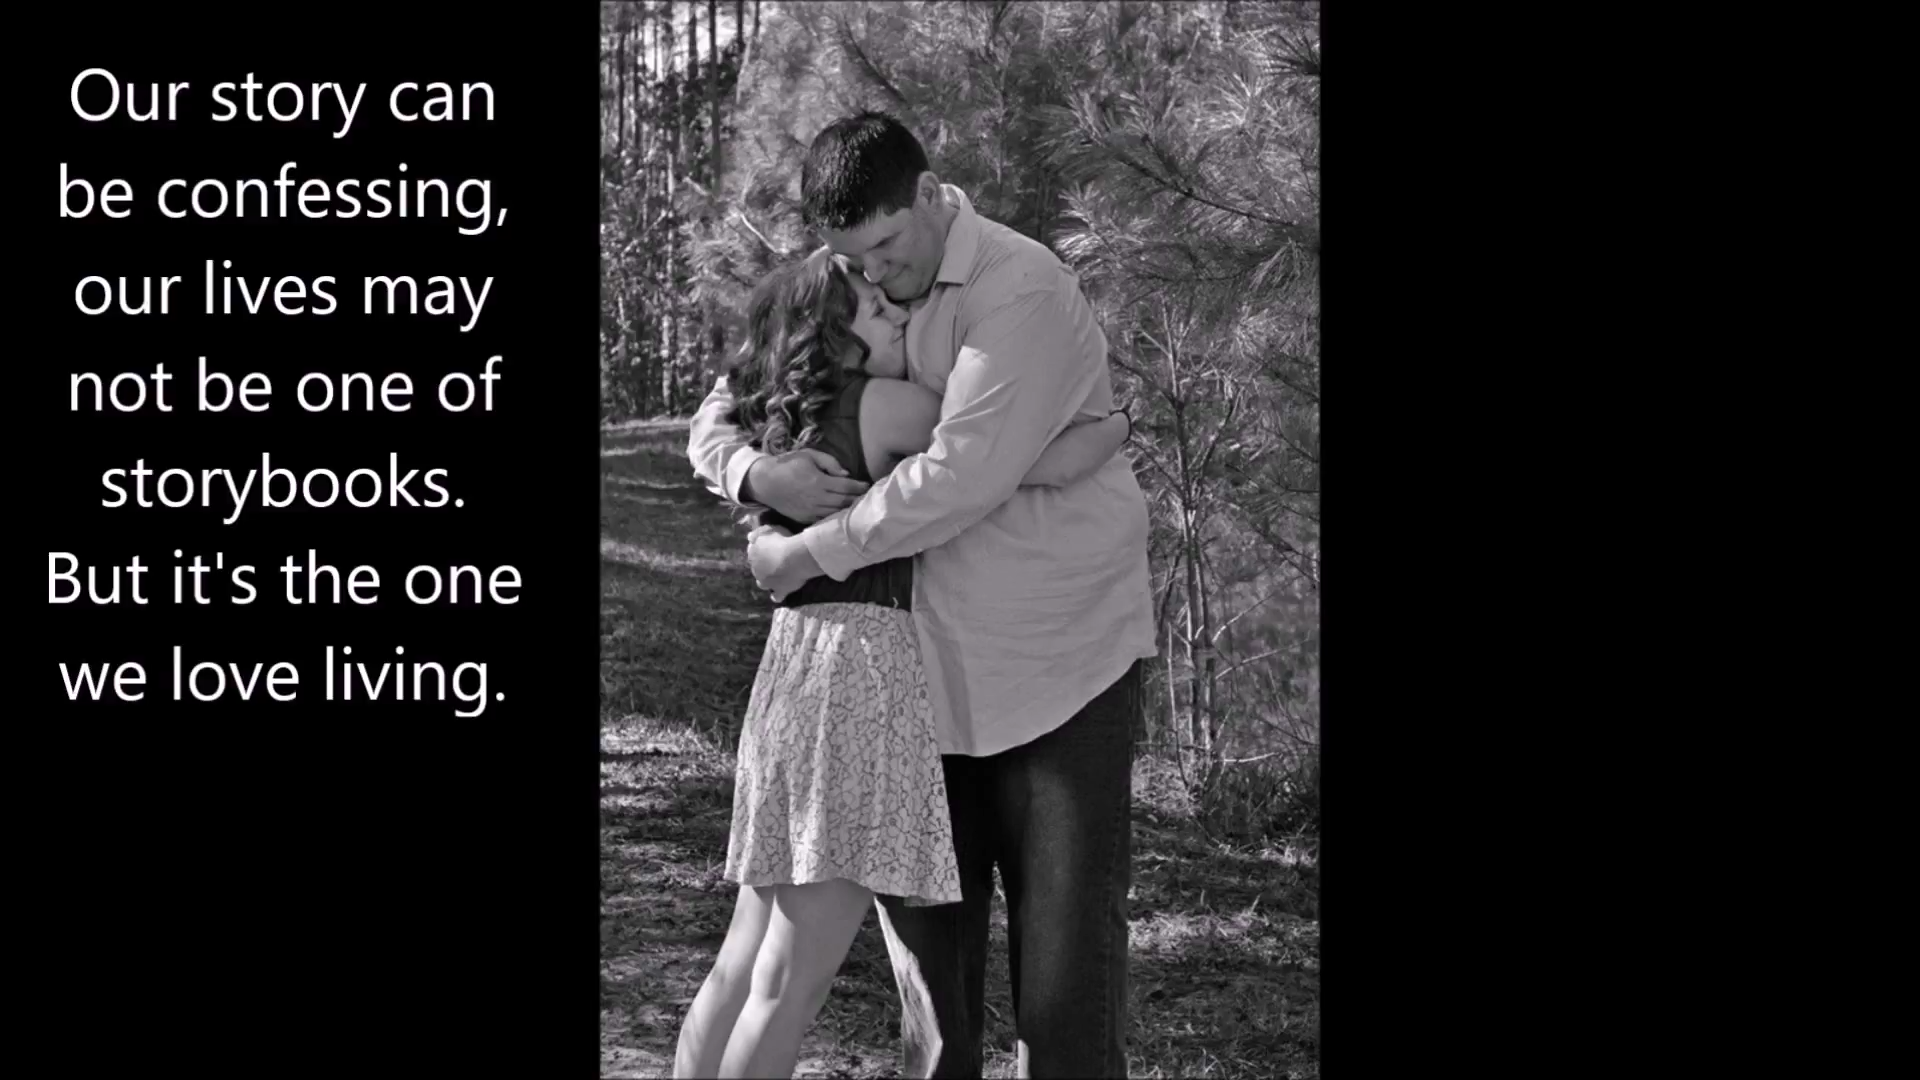 Our story can
be confessing,
our lives may
not be one of
storybooks.
But it's the one
we love living.